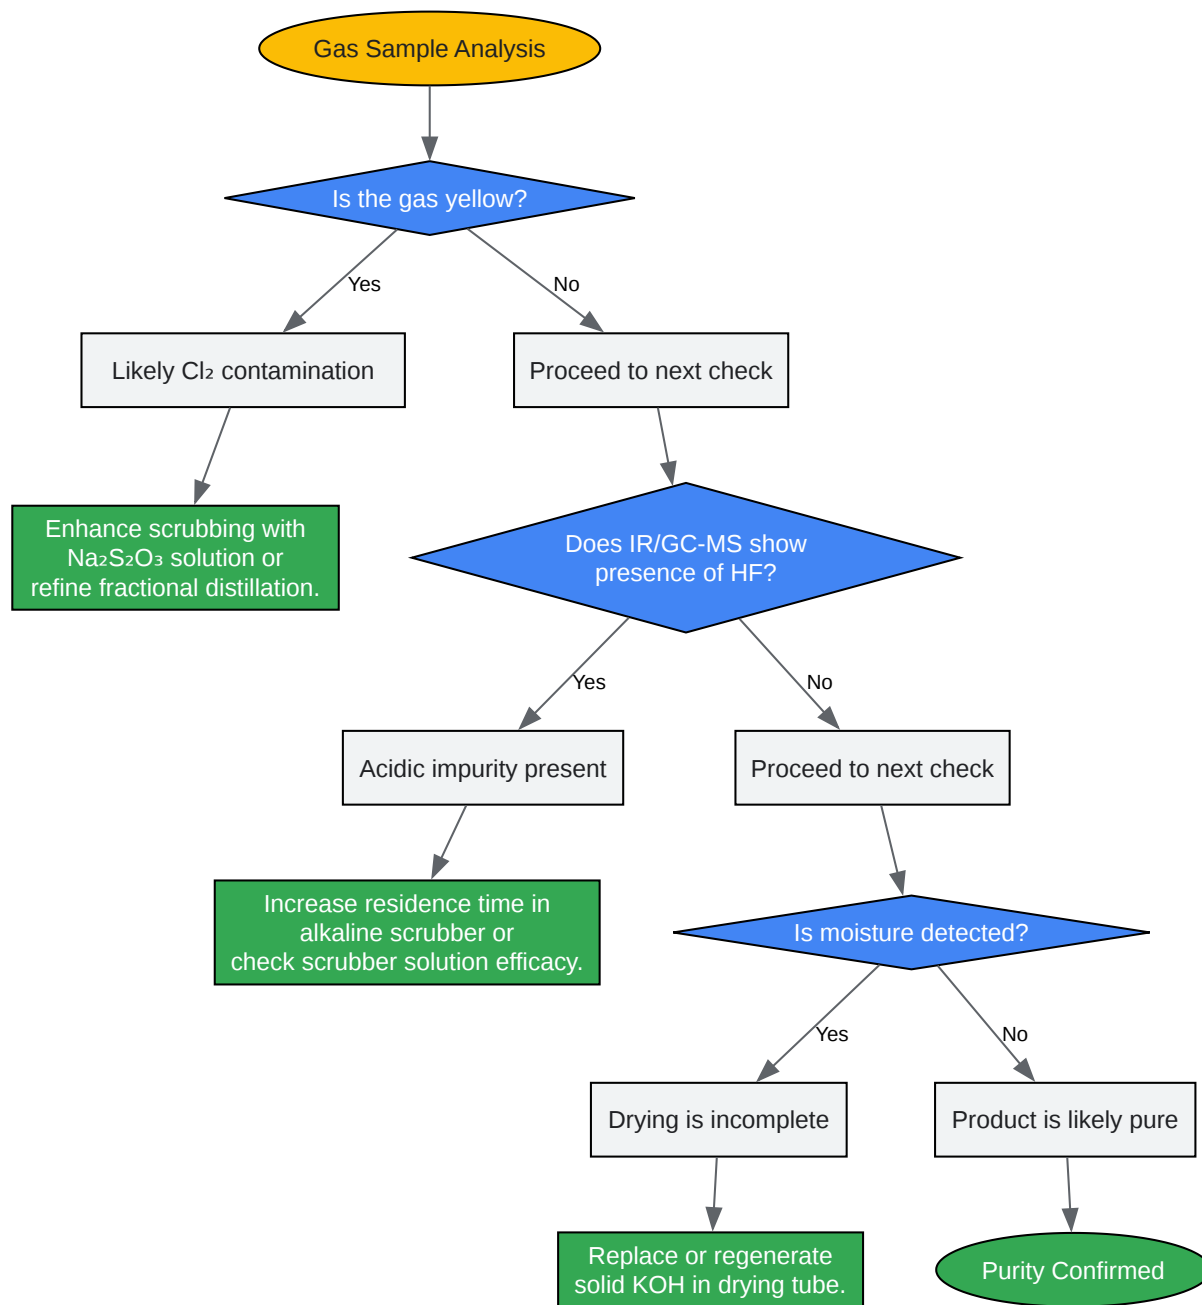 Gas Sample Analysis
Is the gas yellow?
Yes
No
Likely Cl₂ contamination
Proceed to next check
Enhance scrubbing with
Na₂S₂O₃ solution or
refine fractional distillation.
Does IR/GC-MS show
presence of HF?
Yes
No
Acidic impurity present
Proceed to next check
Increase residence time in
alkaline scrubber or
check scrubber solution efficacy.
Is moisture detected?
Yes
No
Drying is incomplete
Product is likely pure
Replace or regenerate
solid KOH in drying tube.
Purity Confirmed